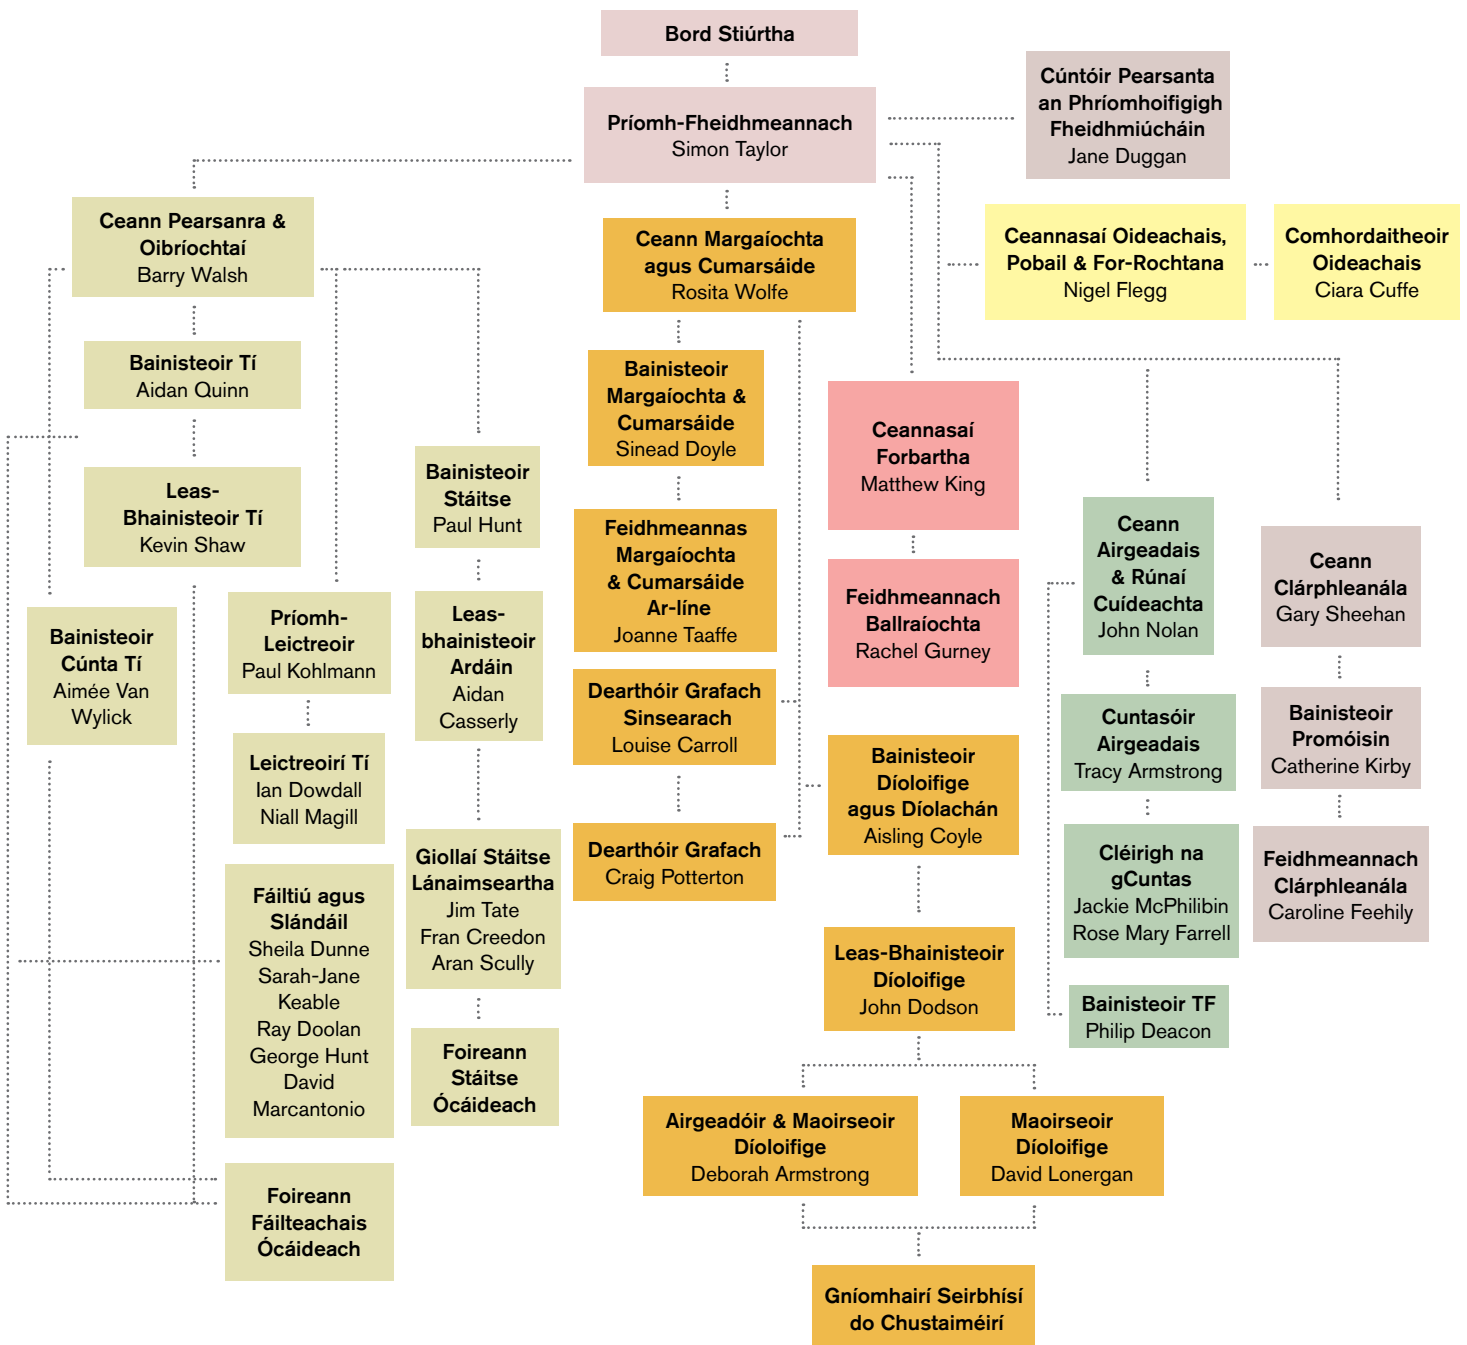 Bord Stiúrtha
Príomh-Fheidhmeannach
Simon Taylor
Cúntóir Pearsanta
an Phríomhoifigigh
Fheidhmiúcháin
Jane Duggan
Ceann Pearsanra &
Oibríochtaí
Barry Walsh
Ceann Margaíochta
agus Cumarsáide
Rosita Wolfe
Ceannasaí Oideachais,
Pobail & For-Rochtana
Nigel Flegg
Comhordaitheoir
Oideachais
Ciara Cuffe
Bainisteoir Tí
Aidan Quinn
Leas-
Bhainisteoir Tí
Kevin Shaw
Bainisteoir
Cúnta Tí
Aimée Van
Wylick
Príomh-
Leictreoir
Paul Kohlmann
Leictreoirí Tí
Ian Dowdall
Niall Magill
Fáiltiú agus
Slándáil
Sheila Dunne
Sarah-Jane
Keable
Ray Doolan
George Hunt
David
Marcantonio
Foireann
Fáilteachais
Ócáideach
Bainisteoir
Stáitse
Paul Hunt
Leas-
bhainisteoir
Ardáin
Aidan
Casserly
Giollaí Stáitse
Lánaimseartha
Jim Tate
Fran Creedon
Aran Scully
Foireann
Stáitse
Ócáideach
Bainisteoir
Margaíochta &
Cumarsáide
Sinead Doyle
Feidhmeannas
Margaíochta
& Cumarsáide
Ar-líne
Joanne Taaffe
Dearthóir Grafach
Sinsearach
Louise Carroll
Dearthóir Grafach
Craig Potterton
Bainisteoir
Díoloifige
agus Díolachán
Aisling Coyle
Leas-Bhainisteoir
Díoloifige
John Dodson
Airgeadóir & Maoirseoir
Díoloifige
Deborah Armstrong
Maoirseoir
Díoloifige
David Lonergan
Gníomhairí Seirbhísí
do Chustaiméirí
Ceannasaí
Forbartha
Matthew King
Feidhmeannach
Ballraíochta
Rachel Gurney
Ceann
Airgeadais
& Rúnaí
Cuídeachta
John Nolan
Cuntasóir
Airgeadais
Tracy Armstrong
Cléirigh na
gCuntas
Jackie McPhilibin
Rose Mary Farrell
Bainisteoir TF
Philip Deacon
Ceann
Clárphleanála
Gary Sheehan
Bainisteoir
Promóisin
Catherine Kirby
Feidhmeannach
Clárphleanála
Caroline Feehily